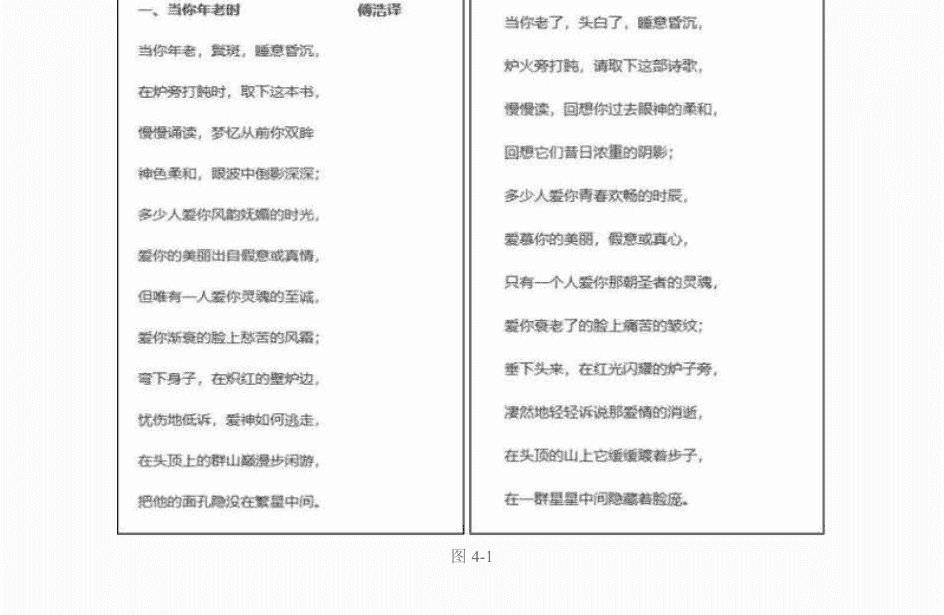 一、当你年老时 傅浩译
当你年老，鬓斑，睡意昏沉，
在炉旁打盹时，取下这本书，
慢慢诵读，梦忆从前你双眸
神色柔和，眼波中倒影深深；
多少人爱你风韵妩媚的时光，
爱你的美丽出自假意或真情，
但唯有一人爱你灵魂的至诚，
爱你渐衰的脸上愁苦的风霜；
弯下身子，在炽红的壁炉边，
忧伤地低诉，爱神如何逃走，
在头顶上的群山巅漫步闲游，
把他的面孔隐没在繁星中间。
当你老了，头白了，睡意昏沉，
炉火旁打盹，请取下这部诗歌，
慢慢读，回想你过去眼神的柔和，
回想它们昔日浓重的阴影；
多少人爱你青春欢畅的时辰，
爱慕你的美丽，假意或真心，
只有一个人爱你那朝圣者的灵魂，
爱你衰老了的脸上痛苦的皱纹；
垂下头来，在红光闪耀的炉子旁，
凄然地轻轻诉说那爱情的消逝，
在头顶的山上它缓缓踱着步子，
在一群星星中间隐藏着脸庞。
图 4-1